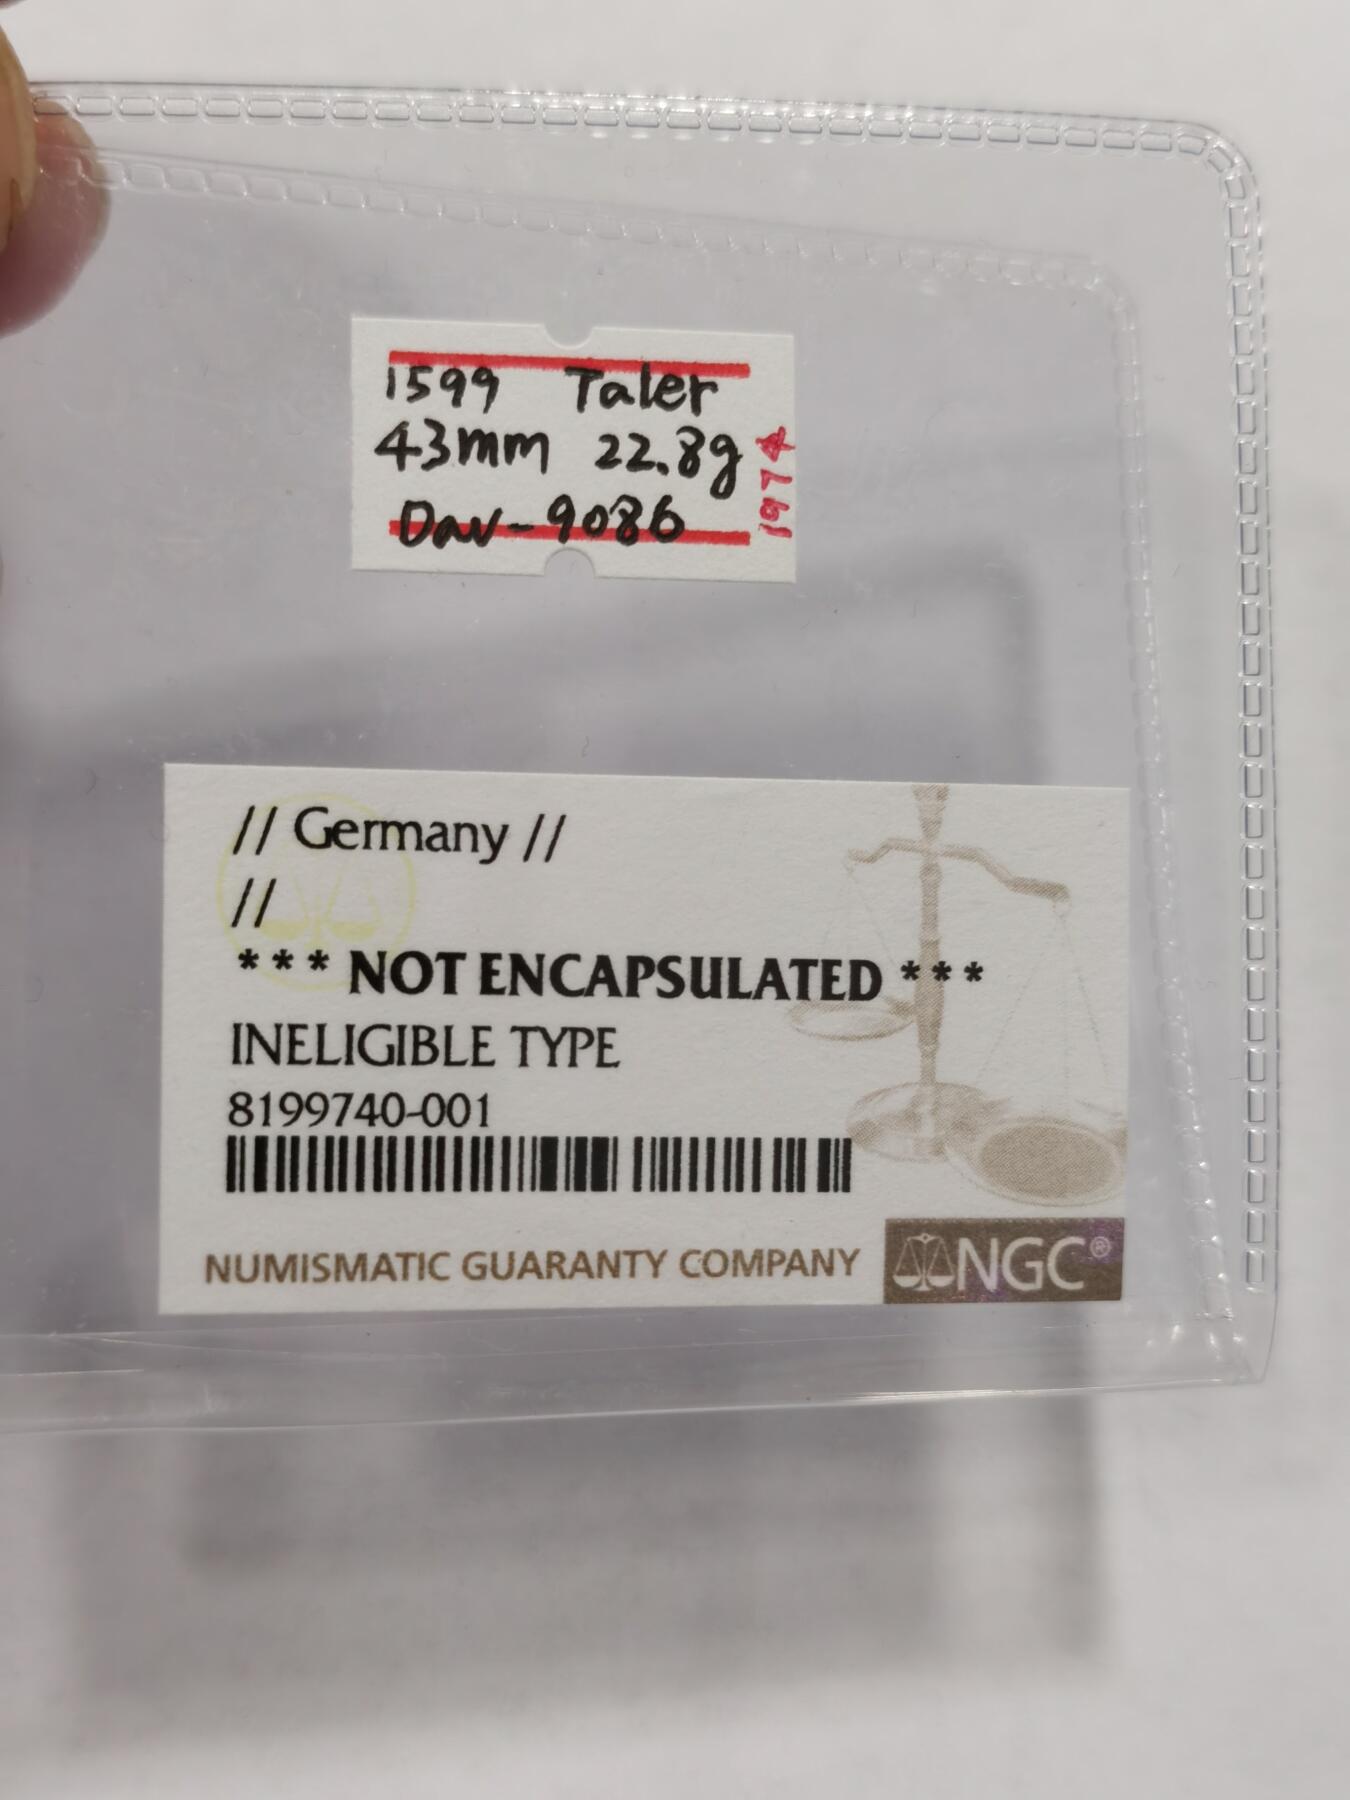 1599 Taler
43mm 22.8g
Dav-9086
1974
// Germany //
//
*** NOT ENCAPSULATED ***
INELIGIBLE TYPE
8199740-001
NUMISMATIC GUARANTY COMPANY
NGC®